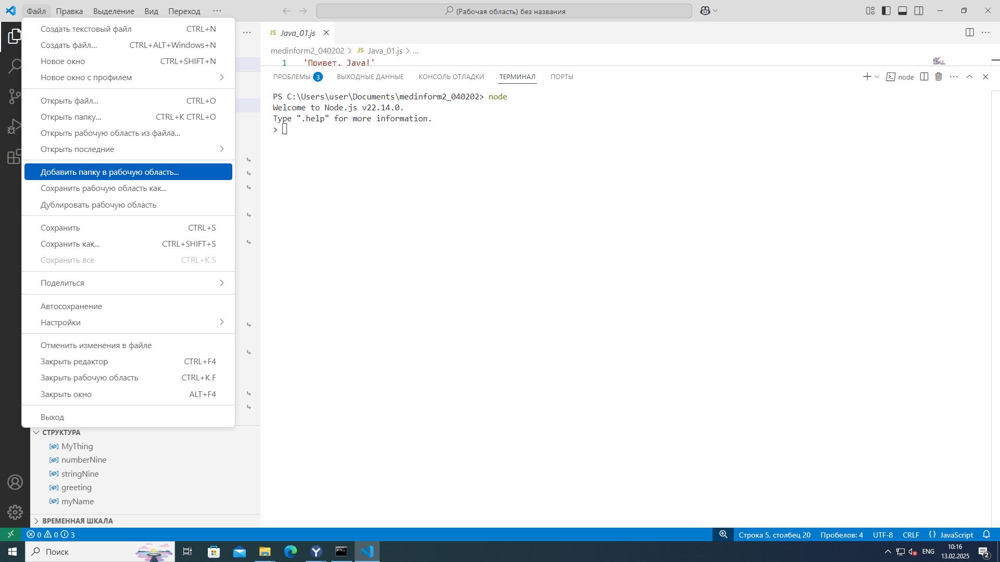 Файл Правка Выделение Вид Переход ···
(Рабочая область) без названия
Создать текстовый файл CTRL+N
Создать файл... CTRL+ALT+Windows+N
Новое окно CTRL+SHIFT+N
Новое окно с профилем
Открыть файл... CTRL+O
Открыть папку... CTRL+K CTRL+O
Открыть рабочую область из файла...
Открыть последние
Добавить папку в рабочую область...
Сохранить рабочую область как...
Дублировать рабочую область
Сохранить CTRL+S
Сохранить как... CTRL+SHIFT+S
Сохранить все CTRL+K S
Поделиться
Автосохранение
Настройки
Отменить изменения в файле
Закрыть редактор CTRL+F4
Закрыть рабочую область CTRL+K F
Закрыть окно ALT+F4
Выход
СТРУКТУРА
MyThing
numberNine
stringNine
greeting
myName
ВРЕМЕННАЯ ШКАЛА
JS Java_01.js
medinform2_040202 > JS Java_01.js > ...
1 'Привет, Java!'
ПРОБЛЕМЫ 3 ВЫХОДНЫЕ ДАННЫЕ КОНСОЛЬ ОТЛАДКИ ТЕРМИНАЛ ПОРТЫ
node
PS C:\Users\user\Documents\medinform2_040202> node
Welcome to Node.js v22.14.0.
Type ".help" for more information.
>
0 0 3
Строка 5, столбец 20 Пробелов: 4 UTF-8 CRLF {} JavaScript
Поиск
ENG
10:16
13.02.2025
2